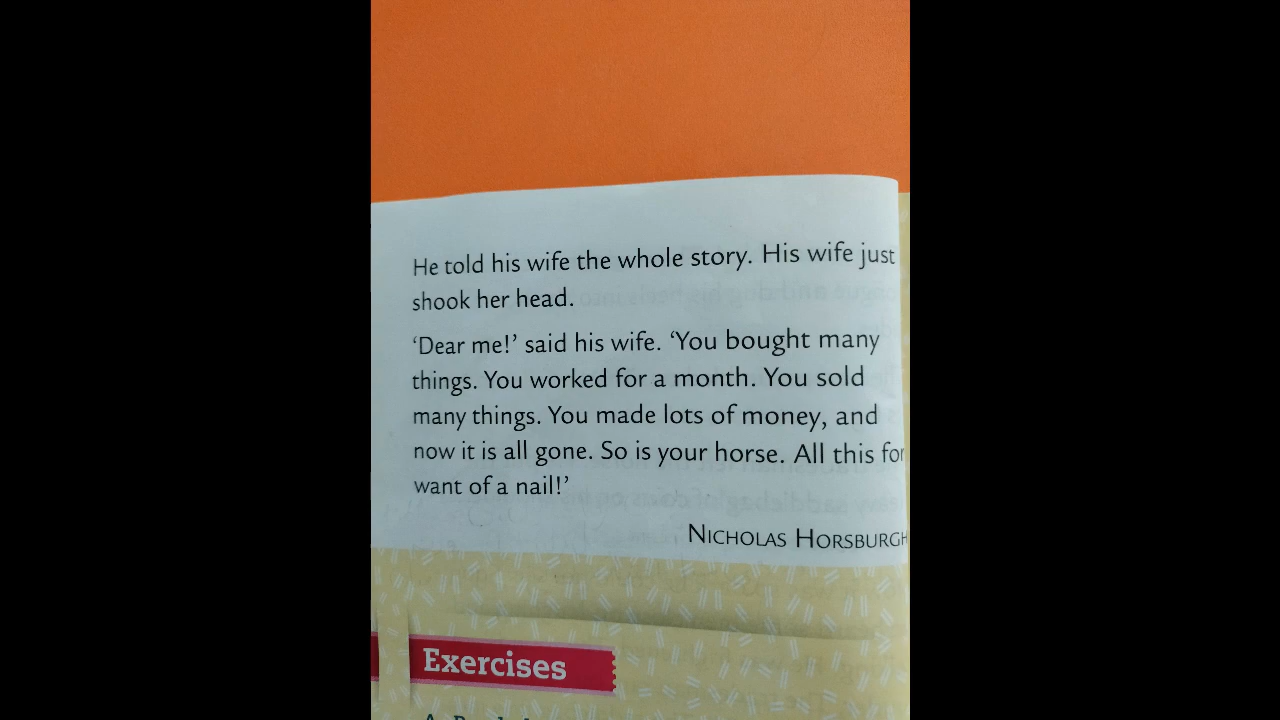 He told his wife the whole story. His wife just
shook her head.
‘Dear me!’ said his wife. ‘You bought many
things. You worked for a month. You sold
many things. You made lots of money, and
now it is all gone. So is your horse. All this for
want of a nail!’
NICHOLAS HORSBURGH
Exercises